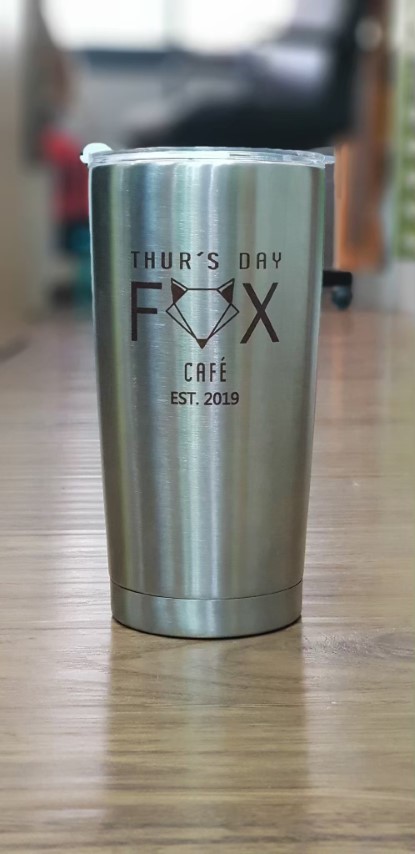 THUR´S DAY
FOX
CAFÉ
EST. 2019